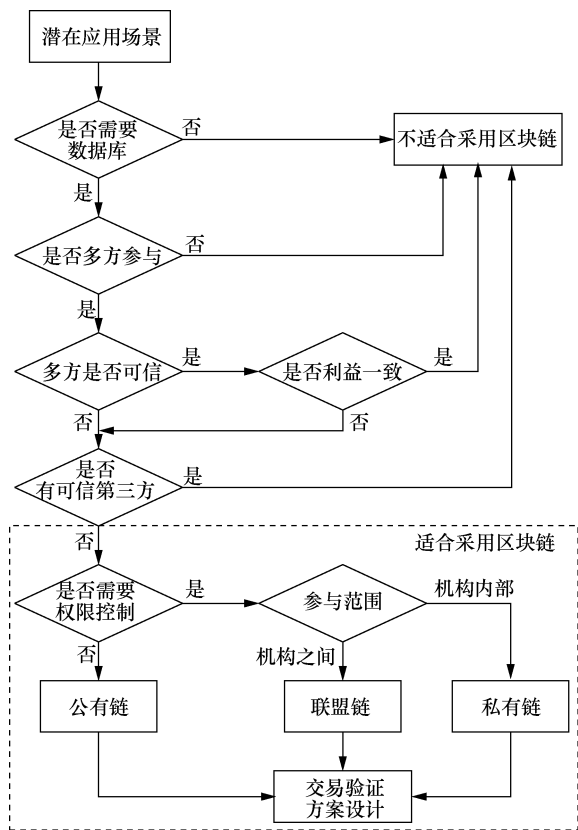 潜在应用场景
是否需要
数据库
否
不适合采用区块链
是
是否多方参与
否
是
多方是否可信
是
是否利益一致
是
否
否
是否
有可信第三方
是
否
适合采用区块链
是否需要
权限控制
是
参与范围
机构内部
否
机构之间
公有链
联盟链
私有链
交易验证
方案设计